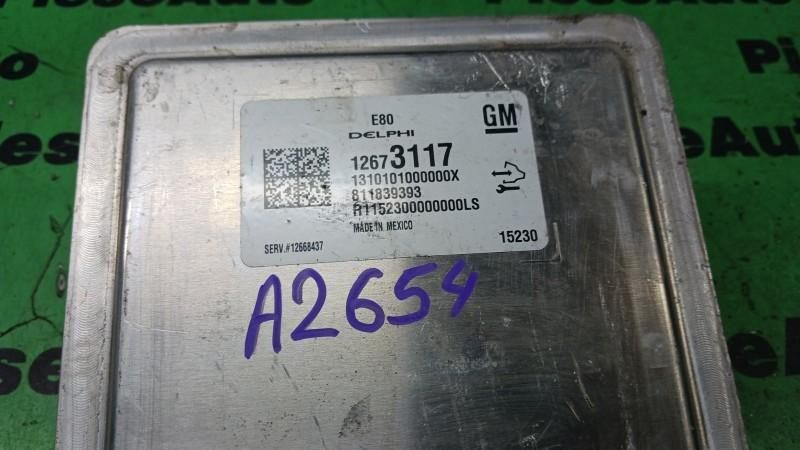 E80
DELPHI
GM
12673117
1310101000000X
811839393
R1152300000000LS
MADE IN MEXICO
SERV.#12668437
15230
A2654